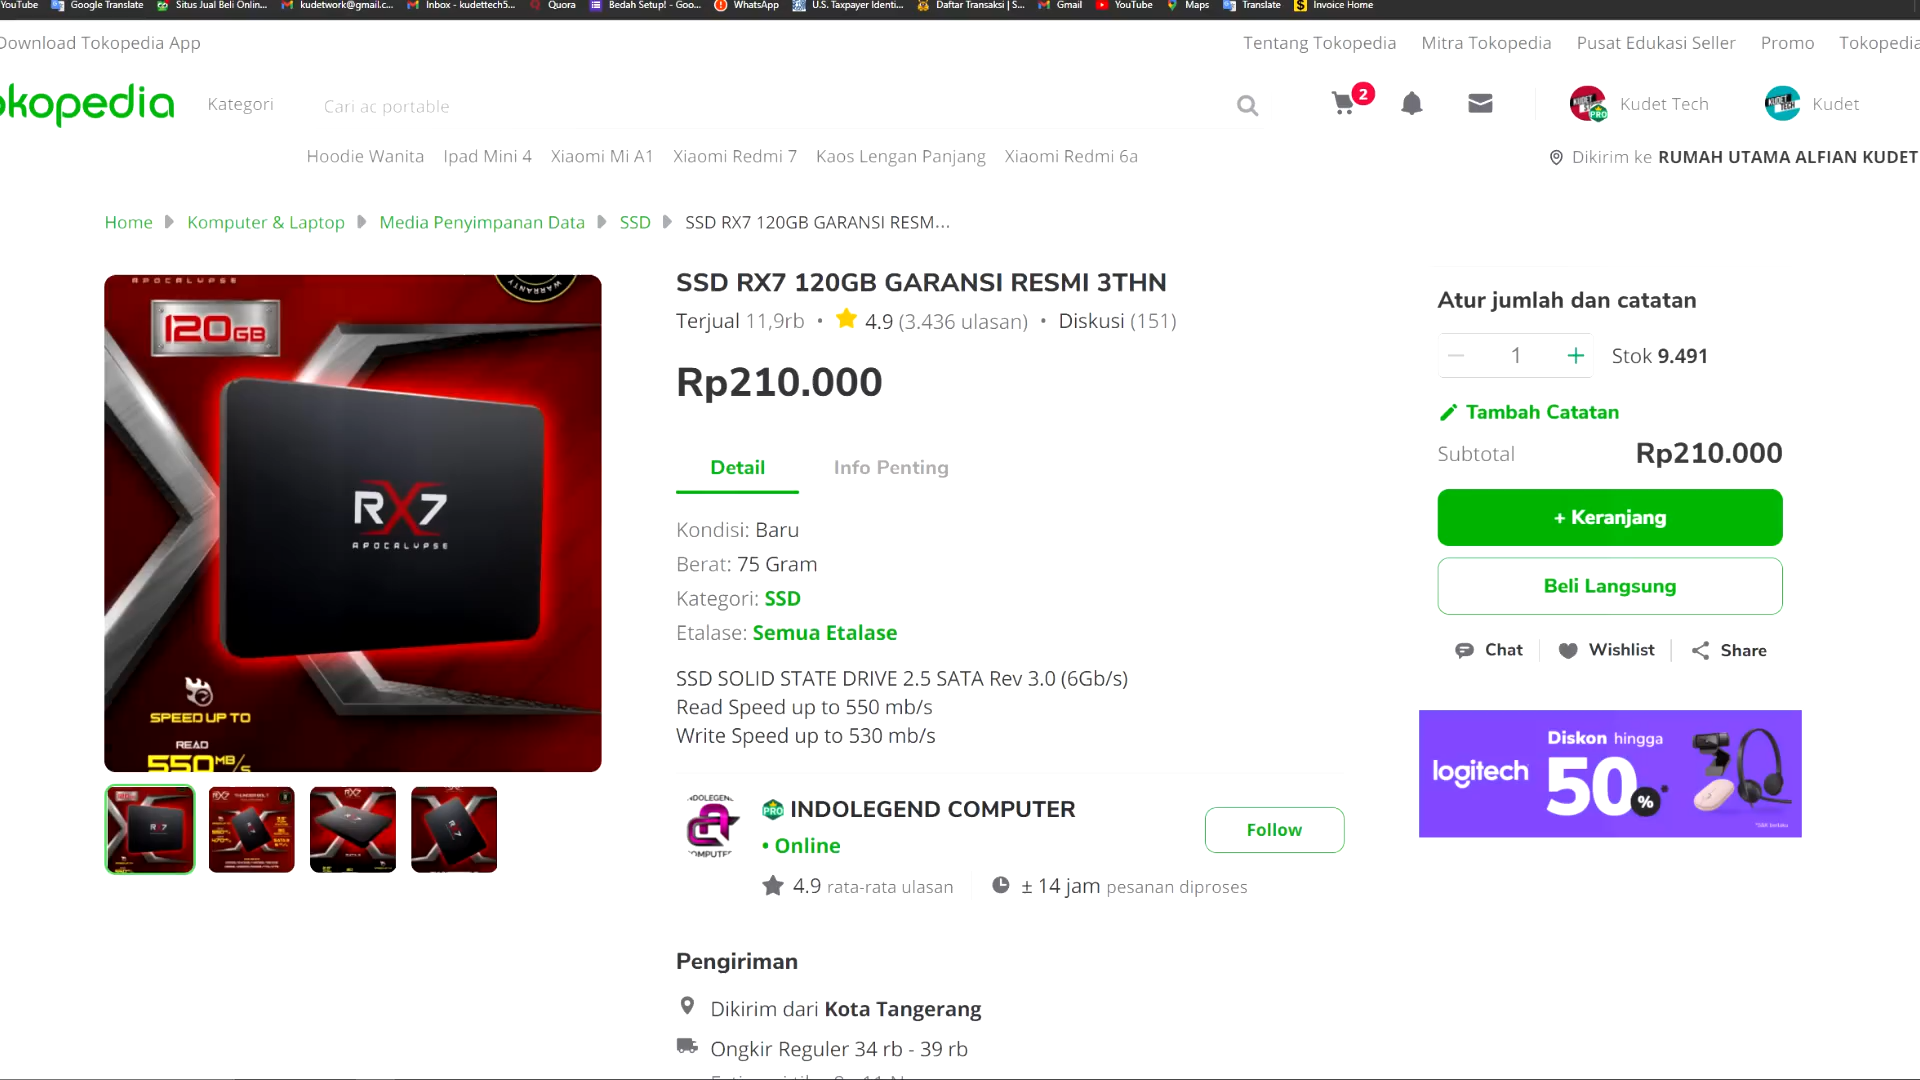 YouTube Google Translate Situs Jual Beli Onlin... kudetwork@gmail.c... Inbox - kudettech5... Quora Bedah Setup! - Goo... WhatsApp U.S. Taxpayer Identi... Daftar Transaksi | S... Gmail YouTube Maps Translate Invoice Home
Download Tokopedia App
Tentang Tokopedia Mitra Tokopedia Pusat Edukasi Seller Promo Tokopedia
okopedia Kategori Cari ac portable 2 Kudet Tech Kudet
Hoodie Wanita Ipad Mini 4 Xiaomi Mi A1 Xiaomi Redmi 7 Kaos Lengan Panjang Xiaomi Redmi 6a
Dikirim ke RUMAH UTAMA ALFIAN KUDET
Home Komputer & Laptop Media Penyimpanan Data SSD SSD RX7 120GB GARANSI RESM...
APOCALYPSE
WARRANTY
120GB
RX7
APOCALYPSE
SPEED UP TO
READ
550MB/s
SSD RX7 120GB GARANSI RESMI 3THN
Terjual 11,9rb • 4.9 (3.436 ulasan) • Diskusi (151)
Rp210.000
Detail Info Penting
Kondisi: Baru
Berat: 75 Gram
Kategori: SSD
Etalase: Semua Etalase
SSD SOLID STATE DRIVE 2.5 SATA Rev 3.0 (6Gb/s)
Read Speed up to 550 mb/s
Write Speed up to 530 mb/s
PRO INDOLEGEND COMPUTER
• Online
Follow
4.9 rata-rata ulasan ± 14 jam pesanan diproses
Pengiriman
Dikirim dari Kota Tangerang
Ongkir Reguler 34 rb - 39 rb
Atur jumlah dan catatan
1 Stok 9.491
Tambah Catatan
Subtotal Rp210.000
+ Keranjang
Beli Langsung
Chat Wishlist Share
logitech
Diskon hingga
50%*